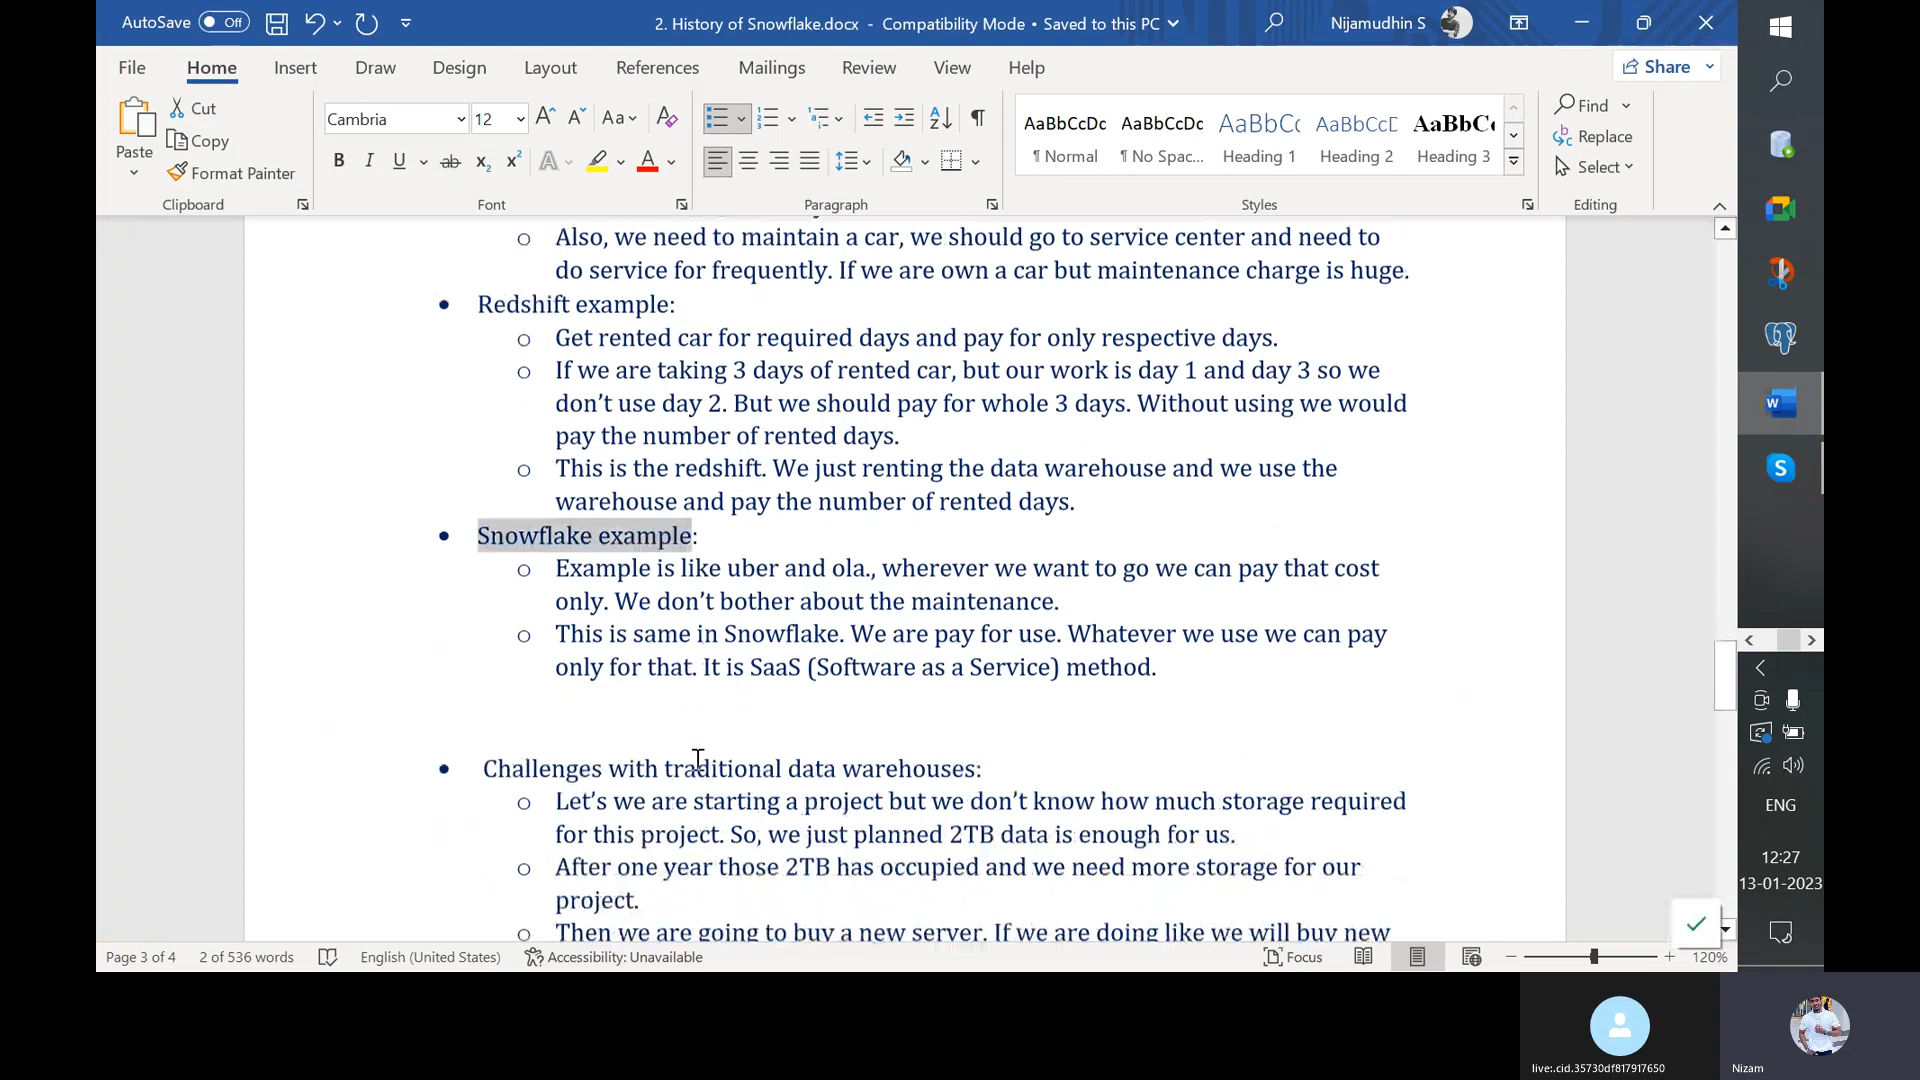 AutoSave Off 2. History of Snowflake.docx - Compatibility Mode • Saved to this PC Nijamudhin S
File Home Insert Draw Design Layout References Mailings Review View Help Share
Paste Cut Copy Format Painter
Cambria 12 Aa
B I U ab x₂ x² A A
AaBbCcDc AaBbCcDc AaBbCc AaBbCcD AaBbC
¶ Normal ¶ No Spac... Heading 1 Heading 2 Heading 3
Find
Replace
Select
Clipboard Font Paragraph Styles Editing
o Also, we need to maintain a car, we should go to service center and need to
do service for frequently. If we are own a car but maintenance charge is huge.
• Redshift example:
o Get rented car for required days and pay for only respective days.
o If we are taking 3 days of rented car, but our work is day 1 and day 3 so we
don’t use day 2. But we should pay for whole 3 days. Without using we would
pay the number of rented days.
o This is the redshift. We just renting the data warehouse and we use the
warehouse and pay the number of rented days.
• Snowflake example:
o Example is like uber and ola., wherever we want to go we can pay that cost
only. We don’t bother about the maintenance.
o This is same in Snowflake. We are pay for use. Whatever we use we can pay
only for that. It is SaaS (Software as a Service) method.
• Challenges with traditional data warehouses:
o Let’s we are starting a project but we don’t know how much storage required
for this project. So, we just planned 2TB data is enough for us.
o After one year those 2TB has occupied and we need more storage for our
project.
o Then we are going to buy a new server. If we are doing like we will buy new
Page 3 of 4 2 of 536 words English (United States) Accessibility: Unavailable Focus 120%
W
S
ENG
12:27
13-01-2023
live:.cid.35730df817917650
Nizam